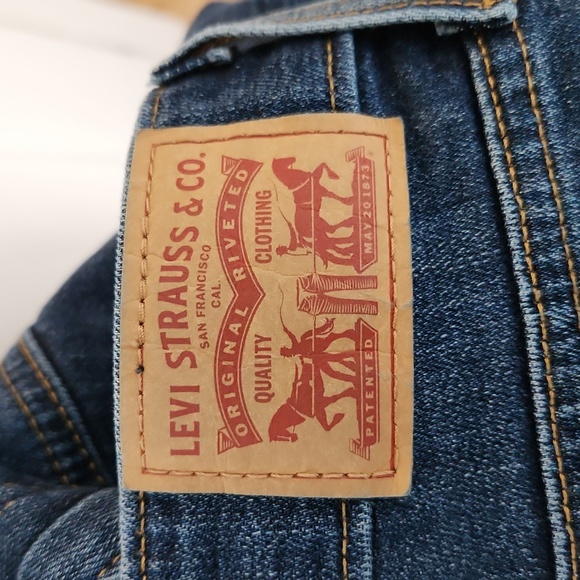 LEVI STRAUSS & CO.
SAN FRANCISCO
CAL.
ORIGINAL RIVETED
QUALITY CLOTHING
PATENTED MAY 20 1873